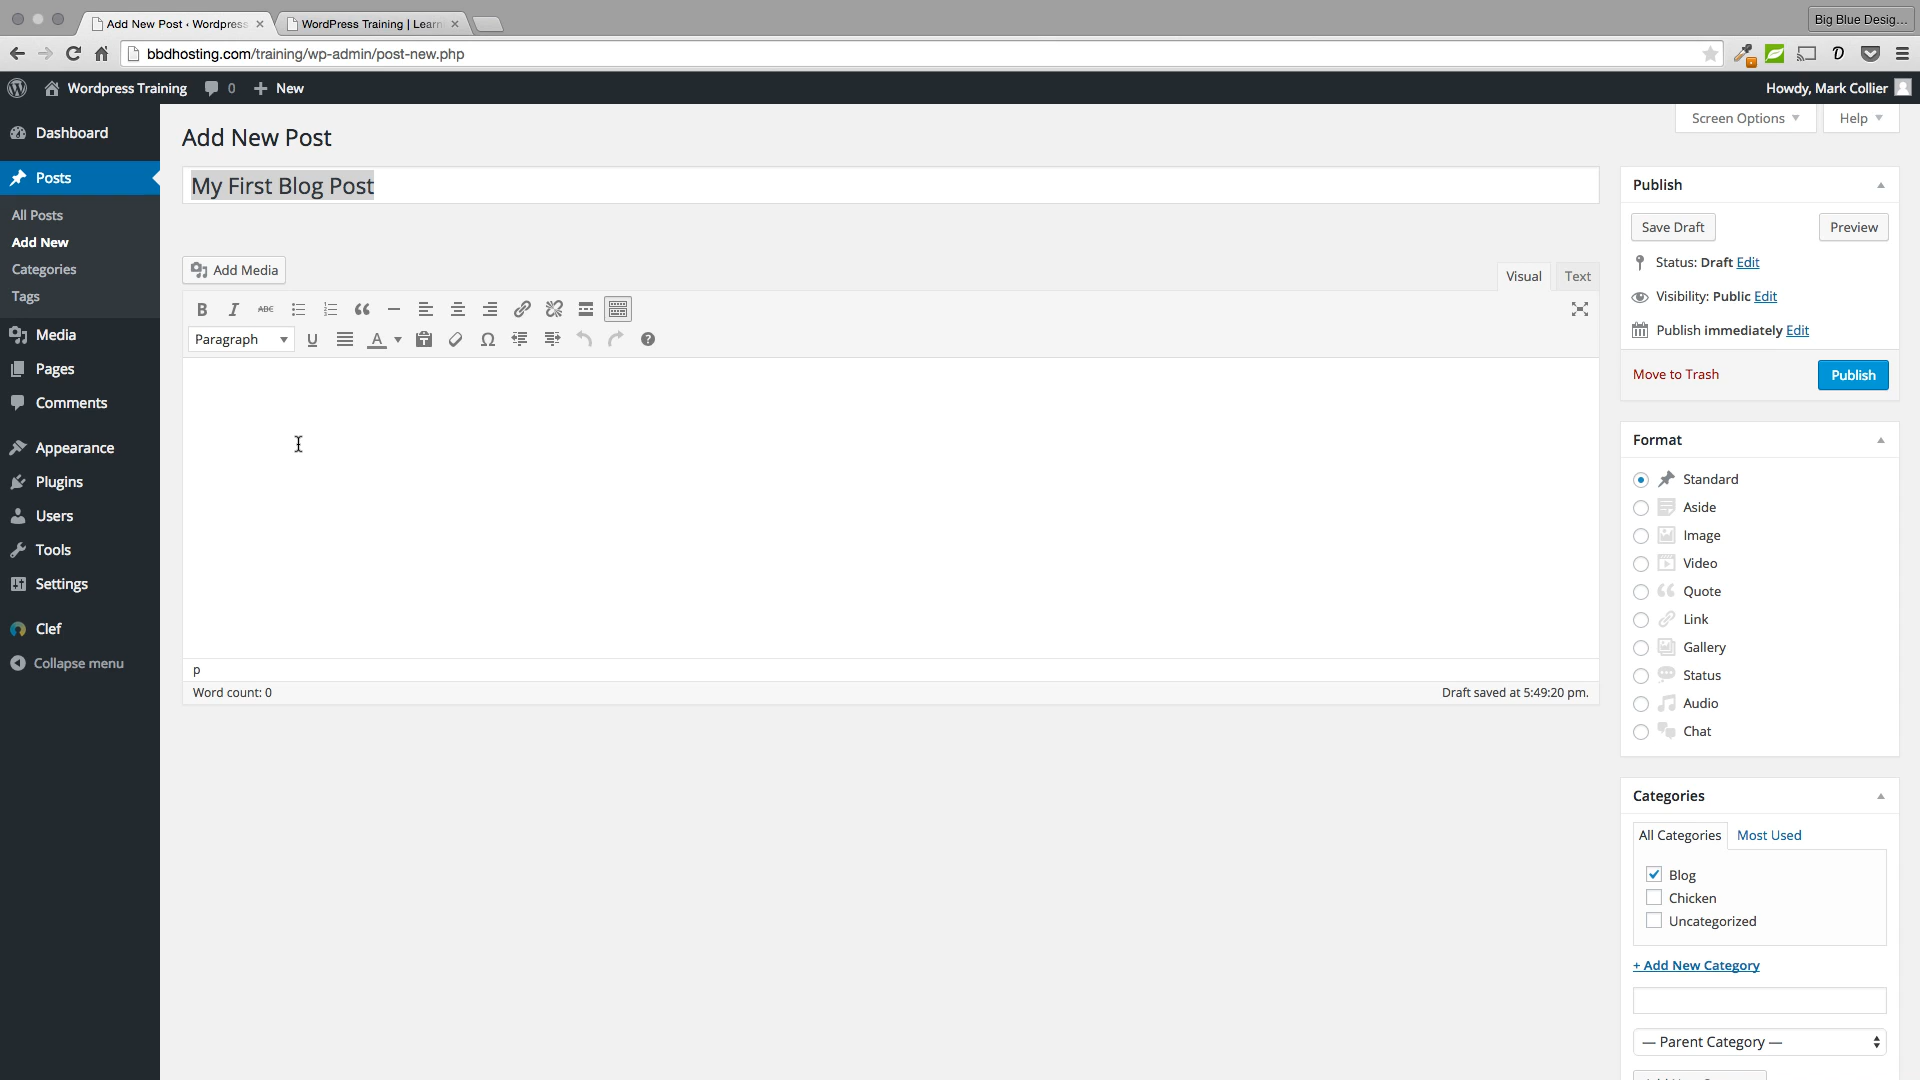 Add New Post ‹ Wordpress
WordPress Training | Learn
Big Blue Desig...
bbdhosting.com/training/wp-admin/post-new.php
Wordpress Training 0 + New
Howdy, Mark Collier
Dashboard
Posts
All Posts
Add New
Categories
Tags
Media
Pages
Comments
Appearance
Plugins
Users
Tools
Settings
Clef
Collapse menu
Screen Options
Help
Add New Post
My First Blog Post
Add Media
Visual
Text
B I ABC
Paragraph U A Ω ?
p
Word count: 0
Draft saved at 5:49:20 pm.
Publish
Save Draft
Preview
Status: Draft Edit
Visibility: Public Edit
Publish immediately Edit
Move to Trash
Publish
Format
Standard
Aside
Image
Video
Quote
Link
Gallery
Status
Audio
Chat
Categories
All Categories
Most Used
Blog
Chicken
Uncategorized
+ Add New Category
— Parent Category —